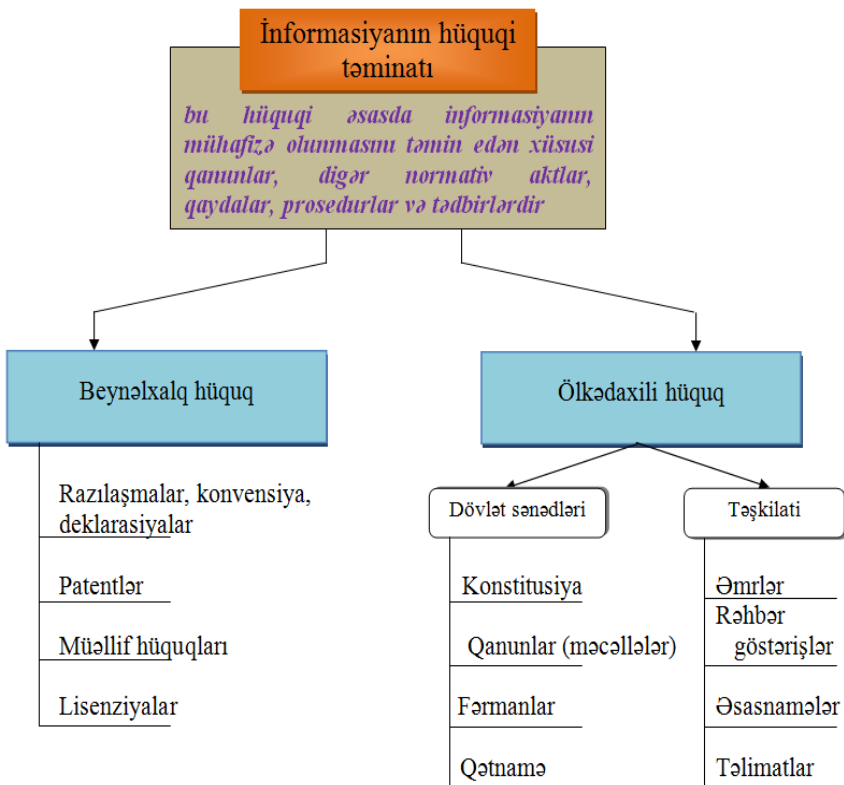 İnformasiyanın hüquqi
təminatı
bu hüquqi əsasda informasiyanın
mühafizə olunmasını təmin edən xüsusi
qanunlar, digər normativ aktlar,
qaydalar, prosedurlar və tədbirlərdir
Beynəlxalq hüquq
Razılaşmalar, konvensiya,
deklarasiyalar
Patentlər
Müəllif hüquqları
Lisenziyalar
Ölkədaxili hüquq
Dövlət sənədləri
Konstitusiya
Qanunlar (məcəllələr)
Fərmanlar
Qətnamə
Təşkilati
Əmrlər
Rəhbər
göstərişlər
Əsasnamələr
Təlimatlar